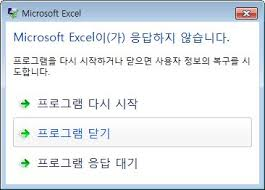 Microsoft Excel
Microsoft Excel이(가) 응답하지 않습니다.
프로그램을 다시 시작하거나 닫으면 사용자 정보의 복구를 시
도합니다.
프로그램 다시 시작
프로그램 닫기
프로그램 응답 대기